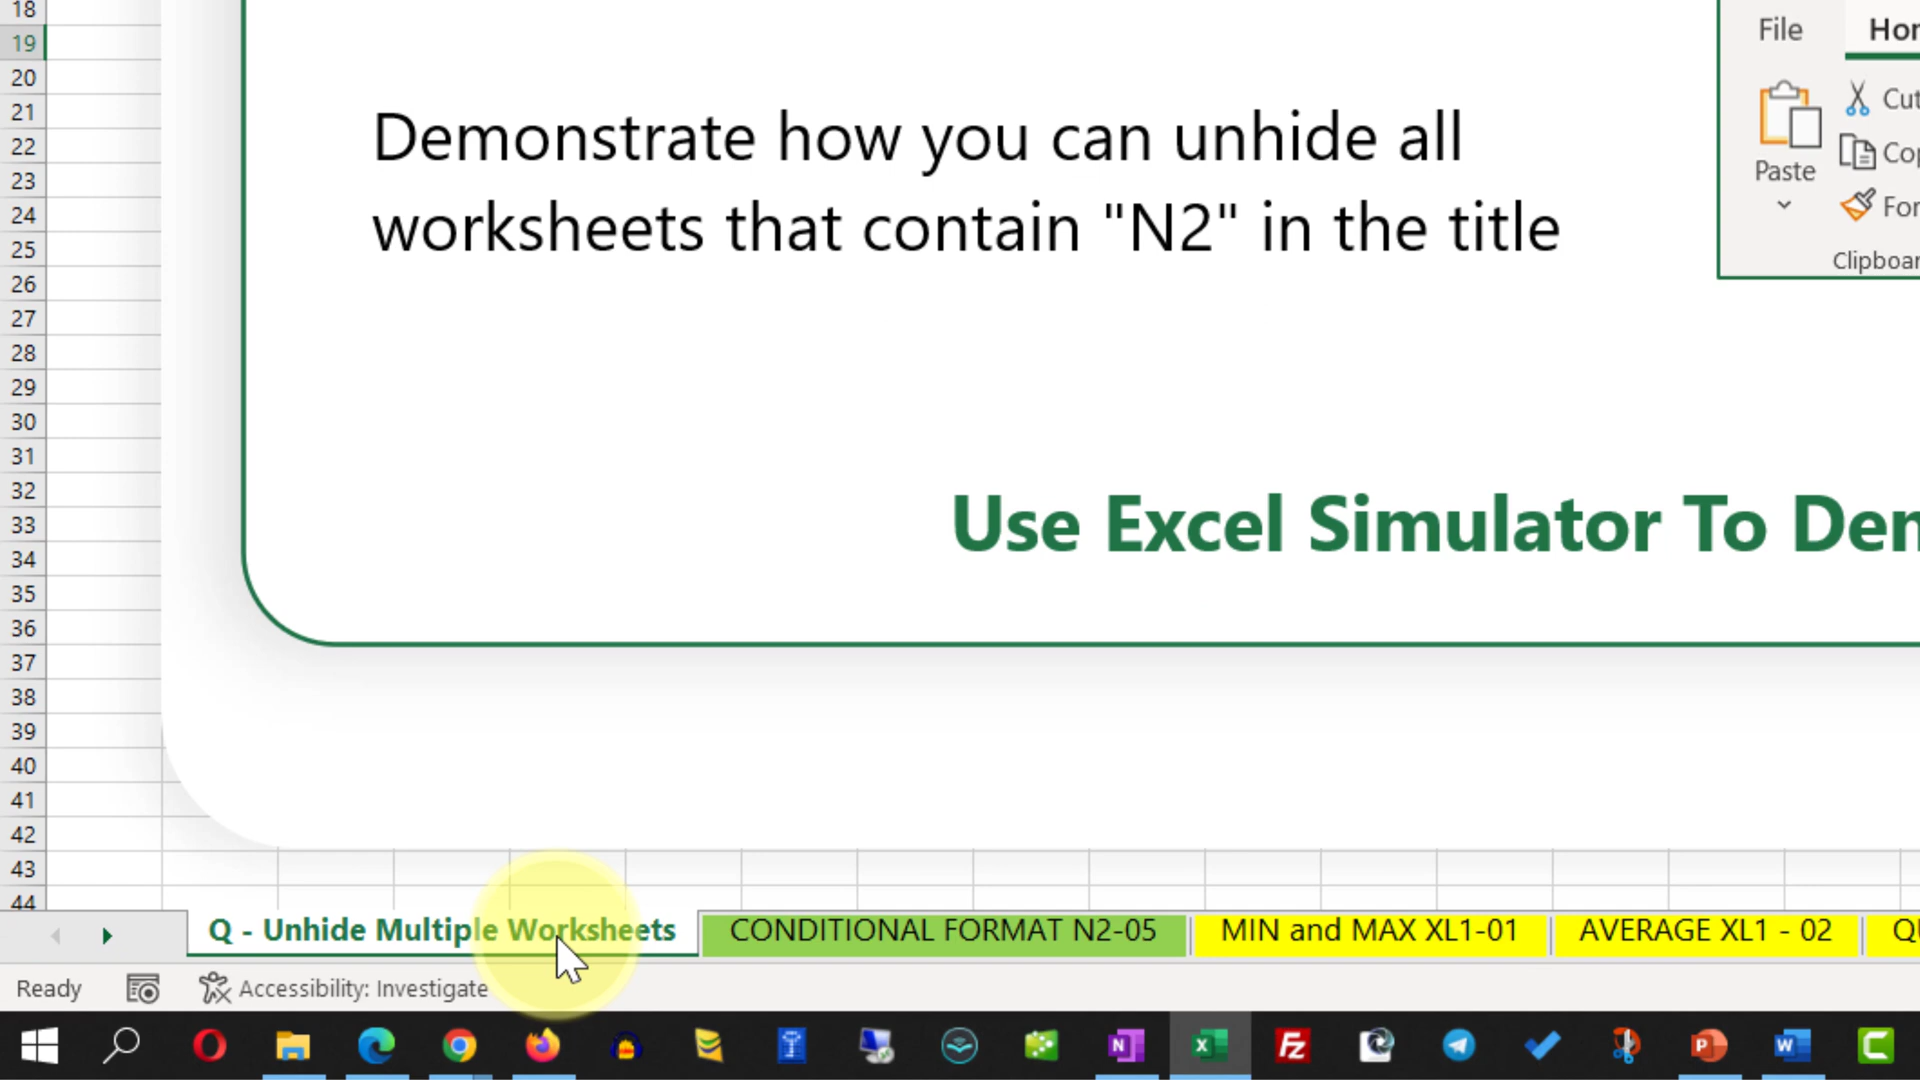 18
19
20
21
22
23
24
25
26
27
28
29
30
31
32
33
34
35
36
37
38
39
40
41
42
43
44
File Hor
Cut
Cop
Paste
For
Clipboar
Demonstrate how you can unhide all
worksheets that contain "N2" in the title
Use Excel Simulator To Dem
Q - Unhide Multiple Worksheets CONDITIONAL FORMAT N2-05 MIN and MAX XL1-01 AVERAGE XL1 - 02 QU
Ready Accessibility: Investigate